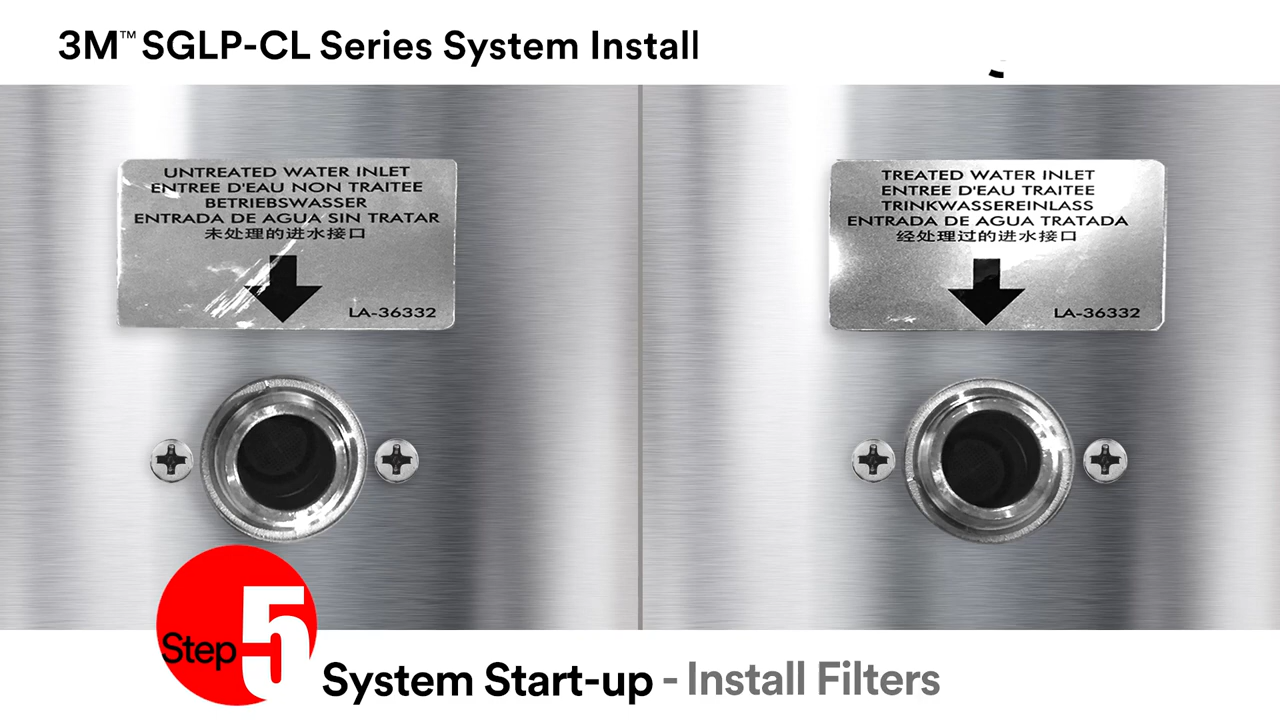 3M™ SGLP-CL Series System Install
UNTREATED WATER INLET
ENTREE D'EAU NON TRAITEE
BETRIEBSWASSER
ENTRADA DE AGUA SIN TRATAR
未处理的进水接口
LA-36332
TREATED WATER INLET
ENTREE D'EAU TRAITEE
TRINKWASSEREINLASS
ENTRADA DE AGUA TRATADA
经处理过的进水接口
LA-36332
Step 5
System Start-up - Install Filters